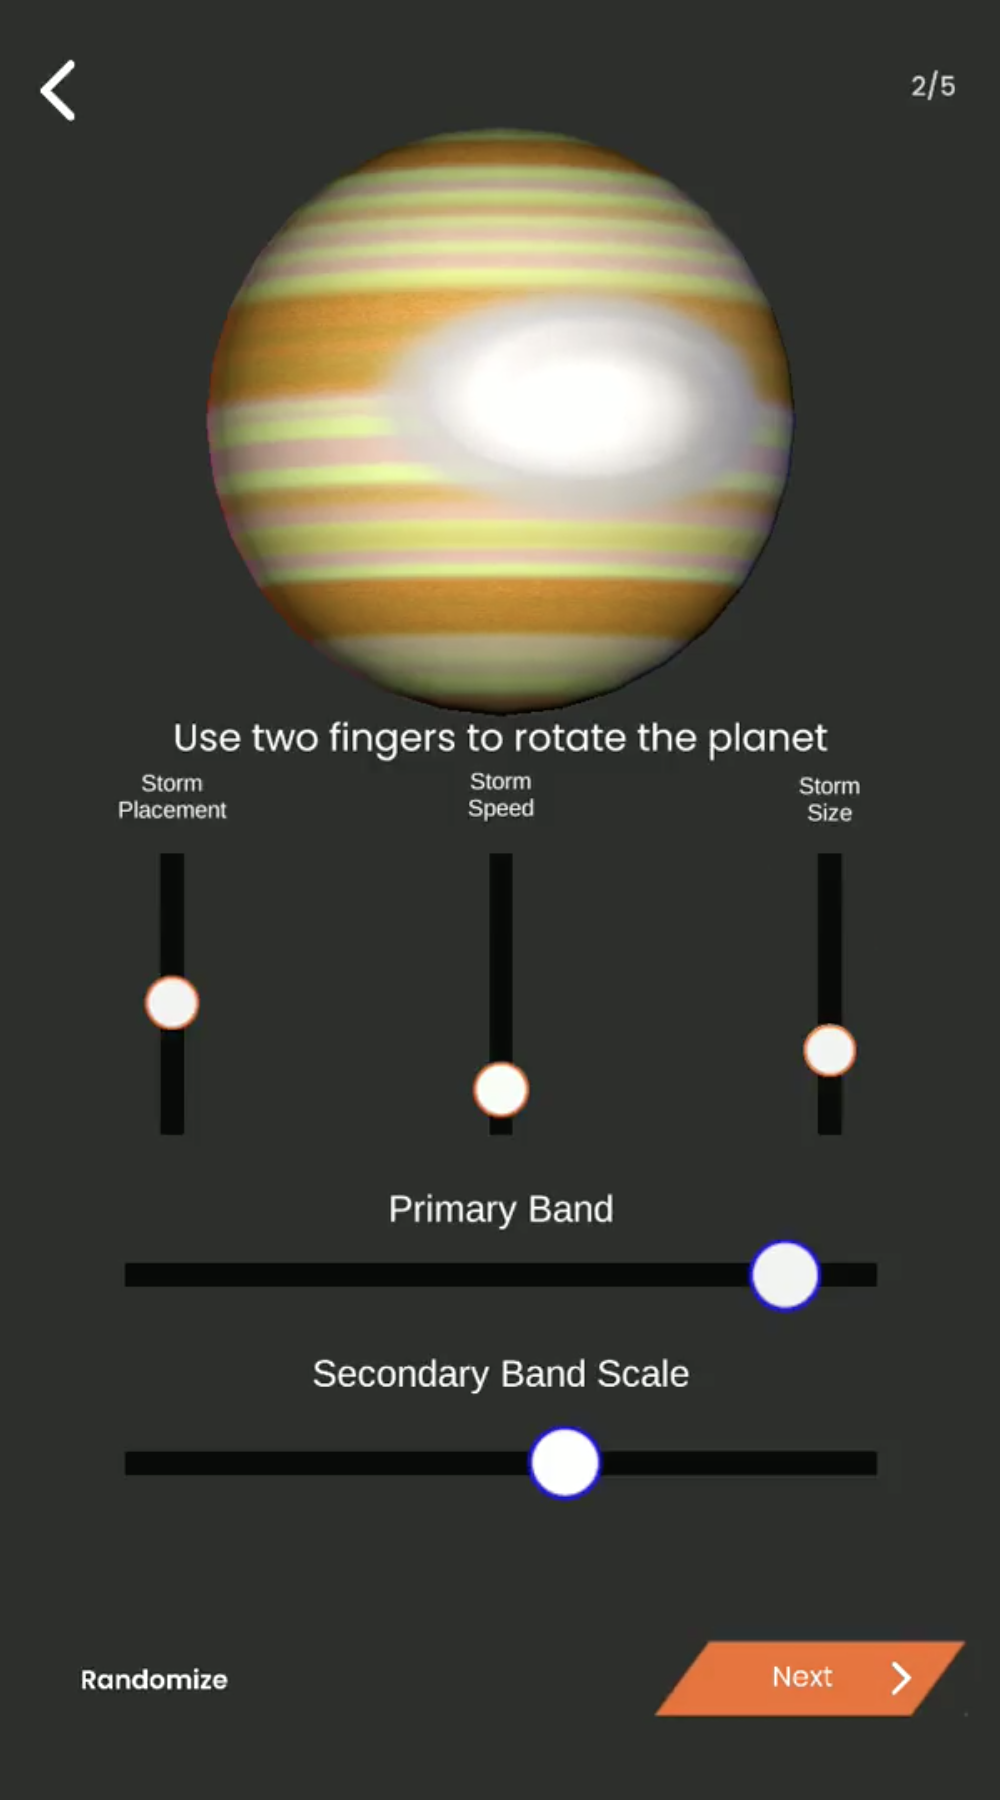 2/5
Use two fingers to rotate the planet
Storm
Placement
Storm
Speed
Storm
Size
Primary Band
Secondary Band Scale
Randomize
Next